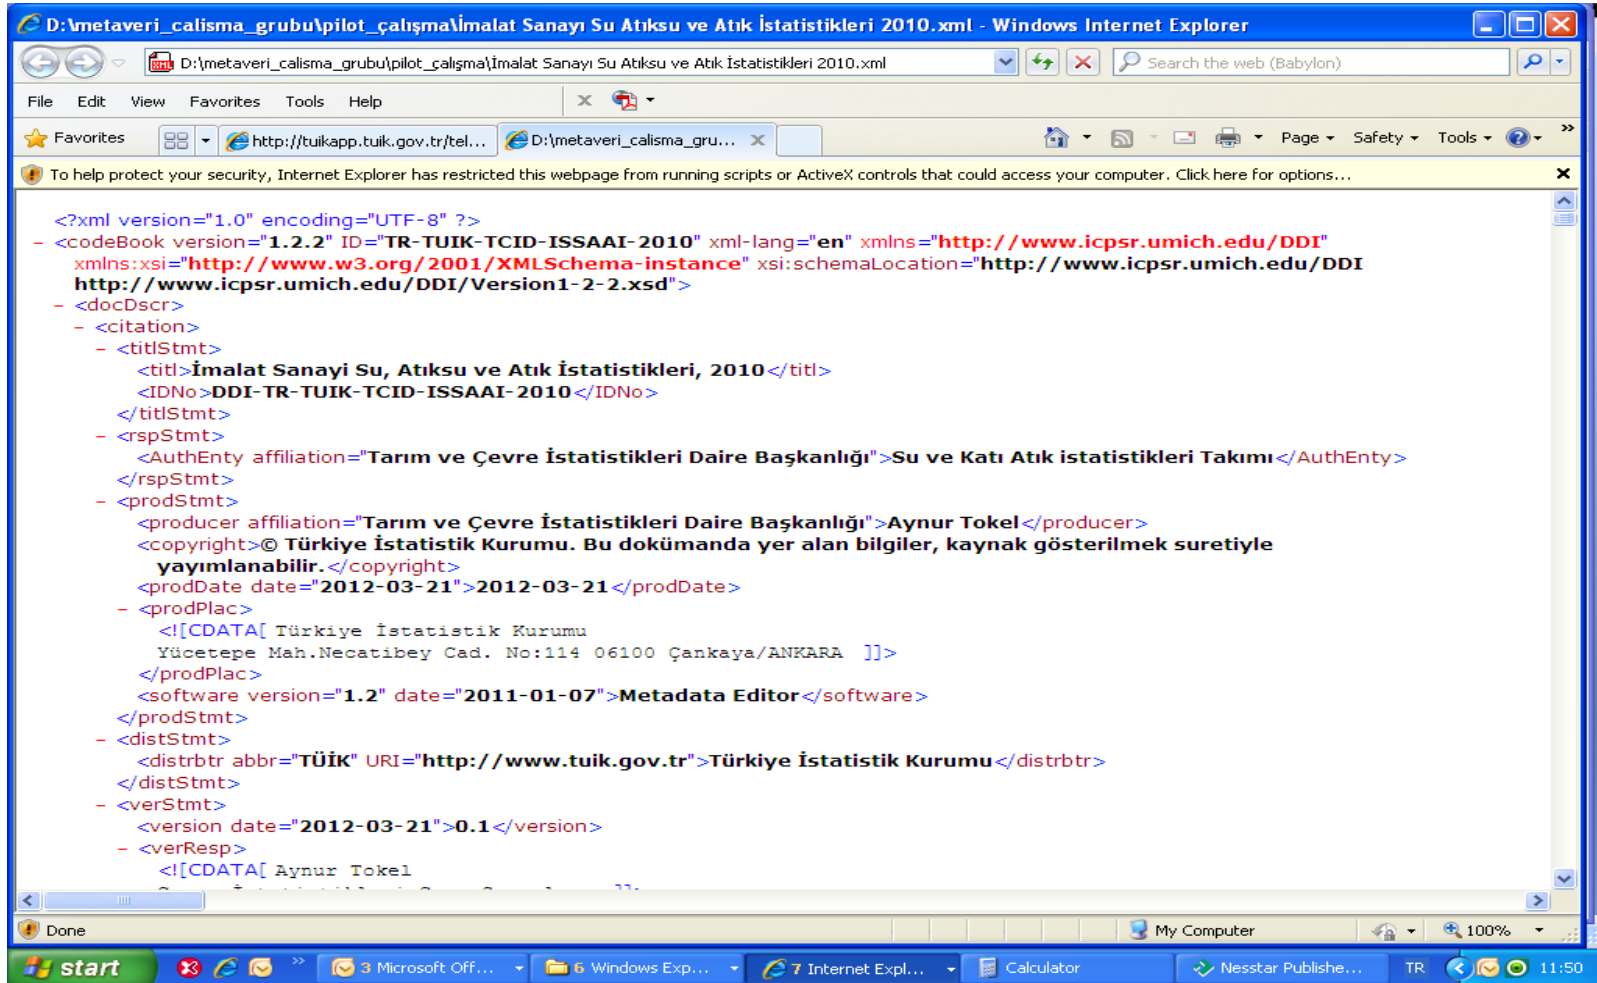 D:\metaveri_calisma_grubu\pilot_çalışma\İmalat Sanayı Su Atıksu ve Atık İstatistikleri 2010.xml - Windows Internet Explorer
D:\metaveri_calisma_grubu\pilot_çalışma\İmalat Sanayı Su Atıksu ve Atık İstatistikleri 2010.xml
Search the web (Babylon)
File Edit View Favorites Tools Help
Favorites http://tuikapp.tuik.gov.tr/tel... D:\metaveri_calisma_gru... Page Safety Tools
To help protect your security, Internet Explorer has restricted this webpage from running scripts or ActiveX controls that could access your computer. Click here for options...
<?xml version="1.0" encoding="UTF-8" ?>
- <codeBook version="1.2.2" ID="TR-TUIK-TCID-ISSAAI-2010" xml-lang="en" xmlns="http://www.icpsr.umich.edu/DDI"
xmlns:xsi="http://www.w3.org/2001/XMLSchema-instance" xsi:schemaLocation="http://www.icpsr.umich.edu/DDI
http://www.icpsr.umich.edu/DDI/Version1-2-2.xsd">
- <docDscr>
- <citation>
- <titlStmt>
<titl>İmalat Sanayi Su, Atıksu ve Atık İstatistikleri, 2010</titl>
<IDNo>DDI-TR-TUIK-TCID-ISSAAI-2010</IDNo>
</titlStmt>
- <rspStmt>
<AuthEnty affiliation="Tarım ve Çevre İstatistikleri Daire Başkanlığı">Su ve Katı Atık istatistikleri Takımı</AuthEnty>
</rspStmt>
- <prodStmt>
<producer affiliation="Tarım ve Çevre İstatistikleri Daire Başkanlığı">Aynur Tokel</producer>
<copyright>© Türkiye İstatistik Kurumu. Bu dokümanda yer alan bilgiler, kaynak gösterilmek suretiyle
yayımlanabilir.</copyright>
<prodDate date="2012-03-21">2012-03-21</prodDate>
- <prodPlac>
<![CDATA[ Türkiye İstatistik Kurumu
Yücetepe Mah.Necatibey Cad. No:114 06100 Çankaya/ANKARA ]]>
</prodPlac>
<software version="1.2" date="2011-01-07">Metadata Editor</software>
</prodStmt>
- <distStmt>
<distrbtr abbr="TÜİK" URI="http://www.tuik.gov.tr">Türkiye İstatistik Kurumu</distrbtr>
</distStmt>
- <verStmt>
<version date="2012-03-21">0.1</version>
- <verResp>
<![CDATA[ Aynur Tokel
Done My Computer 100%
start 3 Microsoft Off... 6 Windows Exp... 7 Internet Expl... Calculator Nesstar Publishe... TR 11:50